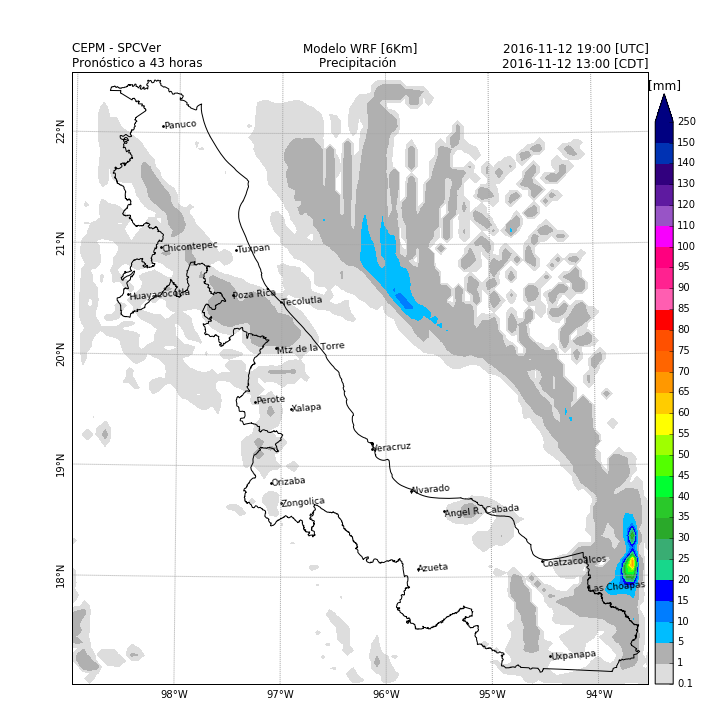 CEPM - SPCVer
Modelo WRF [6Km]
2016-11-12 19:00 [UTC]
Pronóstico a 43 horas
Precipitación
2016-11-12 13:00 [CDT]
[mm]
22°N
21°N
20°N
19°N
18°N
Panuco
Chicontepec
Tuxpan
Huayacocotla
Poza Rica
Tecolutla
Mtz de la Torre
Perote
Xalapa
Veracruz
Orizaba
Alvarado
Zongolica
Angel R. Cabada
Azueta
Coatzacoalcos
Las Choapas
Uxpanapa
250
150
140
130
120
110
100
95
90
85
80
75
70
65
60
55
50
45
40
35
30
25
20
15
10
5
1
0.1
98°W
97°W
96°W
95°W
94°W